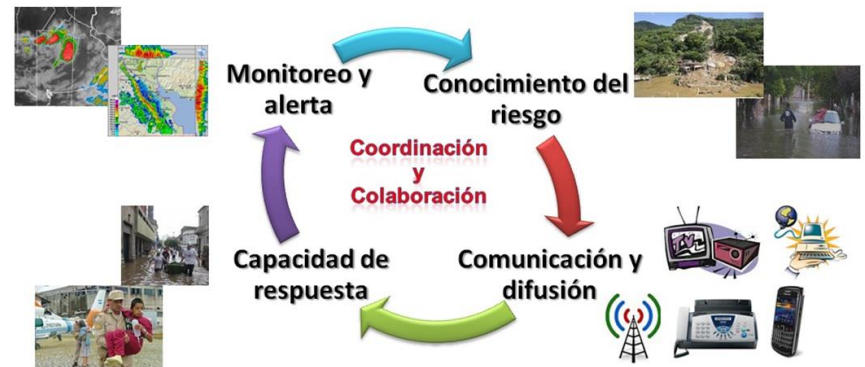 Monitoreo y
alerta
Conocimiento del
riesgo
Coordinación
y
Colaboración
Capacidad de
respuesta
Comunicación y
difusión